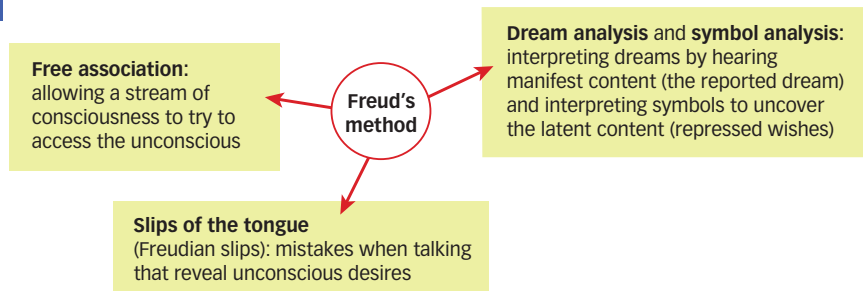 Free association:
allowing a stream of
consciousness to try to
access the unconscious
Freud's
method
Dream analysis and symbol analysis:
interpreting dreams by hearing
manifest content (the reported dream)
and interpreting symbols to uncover
the latent content (repressed wishes)
Slips of the tongue
(Freudian slips): mistakes when talking
that reveal unconscious desires